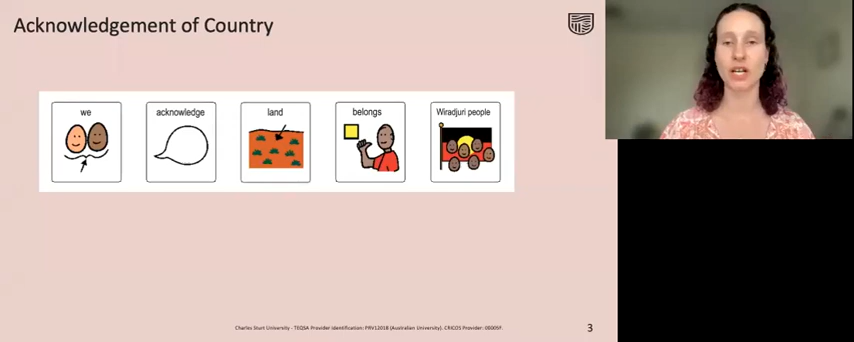 Acknowledgement of Country
we
acknowledge
land
belongs
Wiradjuri people
Charles Sturt University - TEQSA Provider Identification: PRV12018 (Australian University). CRICOS Provider: 00005F.
3